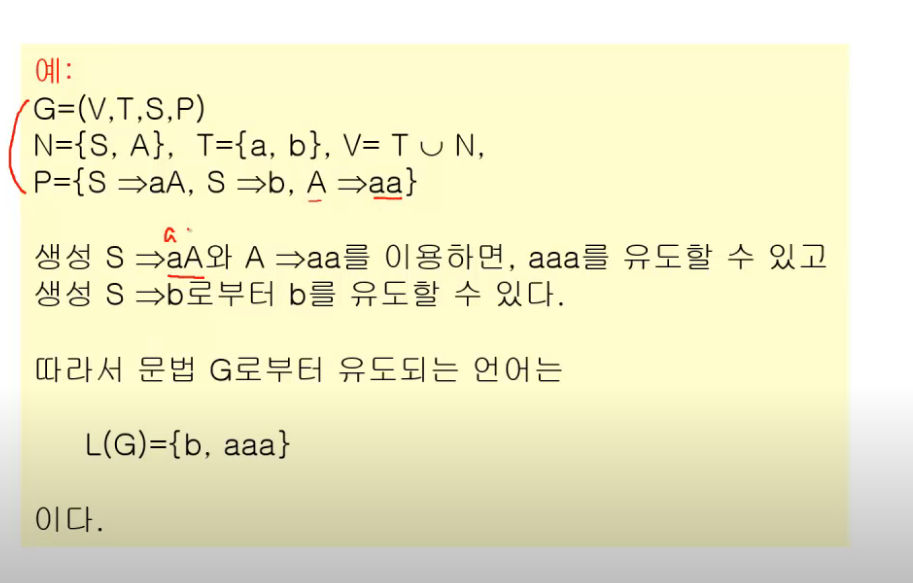 예:
G=(V,T,S,P)
N={S, A}, T={a, b}, V= T ∪ N,
P={S ⇒aA, S ⇒b, A ⇒aa}
a
생성 S ⇒aA와 A ⇒aa를 이용하면, aaa를 유도할 수 있고
생성 S ⇒b로부터 b를 유도할 수 있다.
따라서 문법 G로부터 유도되는 언어는
L(G)={b, aaa}
이다.